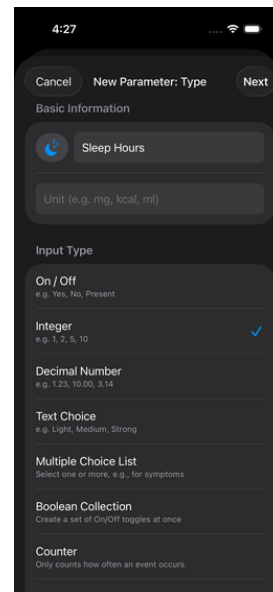 4:27
Cancel
New Parameter: Type
Next
Basic Information
Sleep Hours
Unit (e.g. mg, kcal, ml)
Input Type
On / Off
e.g. Yes, No, Present
Integer
e.g. 1, 2, 5, 10
Decimal Number
e.g. 1.23, 10.00, 3.14
Text Choice
e.g. Light, Medium, Strong
Multiple Choice List
Select one or more, e.g., for symptoms
Boolean Collection
Create a set of On/Off toggles at once
Counter
Only counts how often an event occurs.